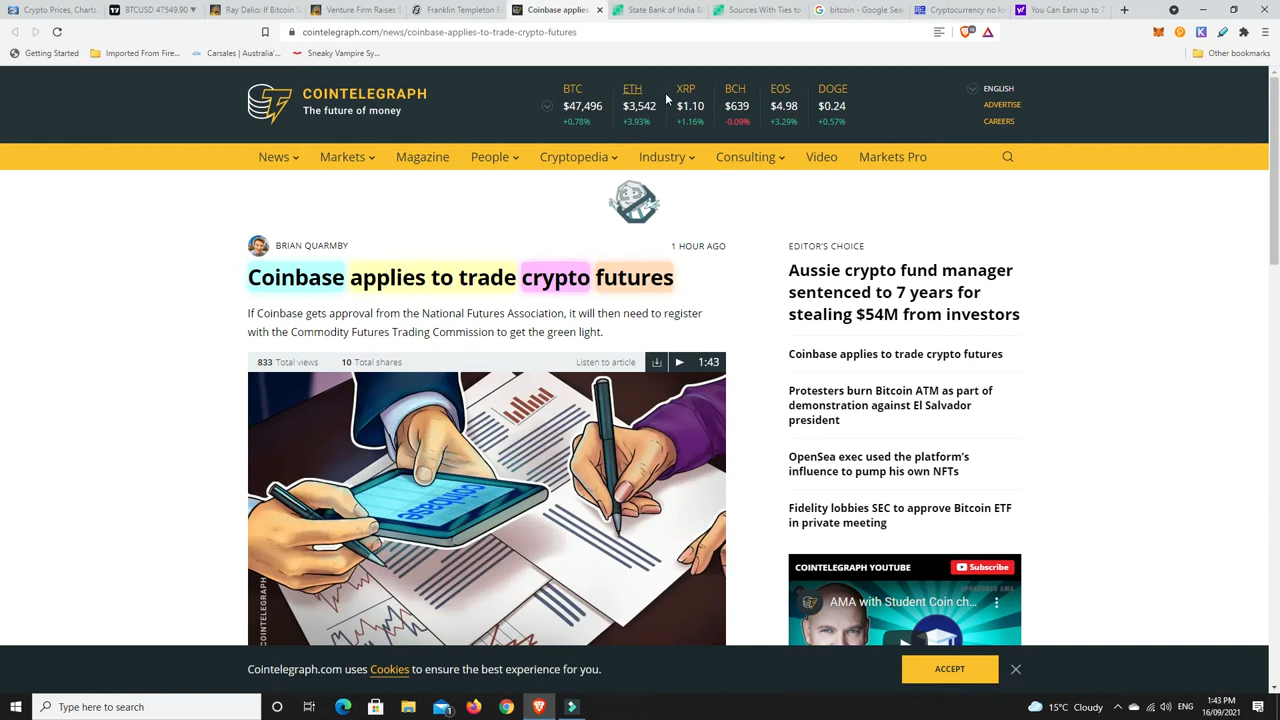 Crypto Prices, Charts
BTCUSD 47549.90
Ray Dalio: If Bitcoin S
Venture Firm Raises $
Franklin Templeton Fo
Coinbase applies
State Bank of India Bl
Sources With Ties to
bitcoin - Google Sear
Cryptocurrency no lon
You Can Earn up to 7
cointelegraph.com/news/coinbase-applies-to-trade-crypto-futures
Getting Started
Imported From Fire...
Carsales | Australia'...
Sneaky Vampire Sy...
Other bookmarks
COINTELEGRAPH
The future of money
BTC ETH XRP BCH EOS DOGE
$47,496 $3,542 $1.10 $639 $4.98 $0.24
+0.78% +3.93% +1.16% -0.09% +3.29% +0.57%
ENGLISH
ADVERTISE
CAREERS
News Markets Magazine People Cryptopedia Industry Consulting Video Markets Pro
BRIAN QUARMBY
1 HOUR AGO
Coinbase applies to trade crypto futures
If Coinbase gets approval from the National Futures Association, it will then need to register
with the Commodity Futures Trading Commission to get the green light.
833 Total views
10 Total shares
Listen to article
1:43
coinbase
COINTELEGRAPH
EDITOR'S CHOICE
Aussie crypto fund manager
sentenced to 7 years for
stealing $54M from investors
Coinbase applies to trade crypto futures
Protesters burn Bitcoin ATM as part of
demonstration against El Salvador
president
OpenSea exec used the platform's
influence to pump his own NFTs
Fidelity lobbies SEC to approve Bitcoin ETF
in private meeting
COINTELEGRAPH YOUTUBE
Subscribe
AMA with Student Coin ch...
Cointelegraph.com uses Cookies to ensure the best experience for you.
ACCEPT
Type here to search
15°C Cloudy
ENG
1:43 PM
16/09/2021